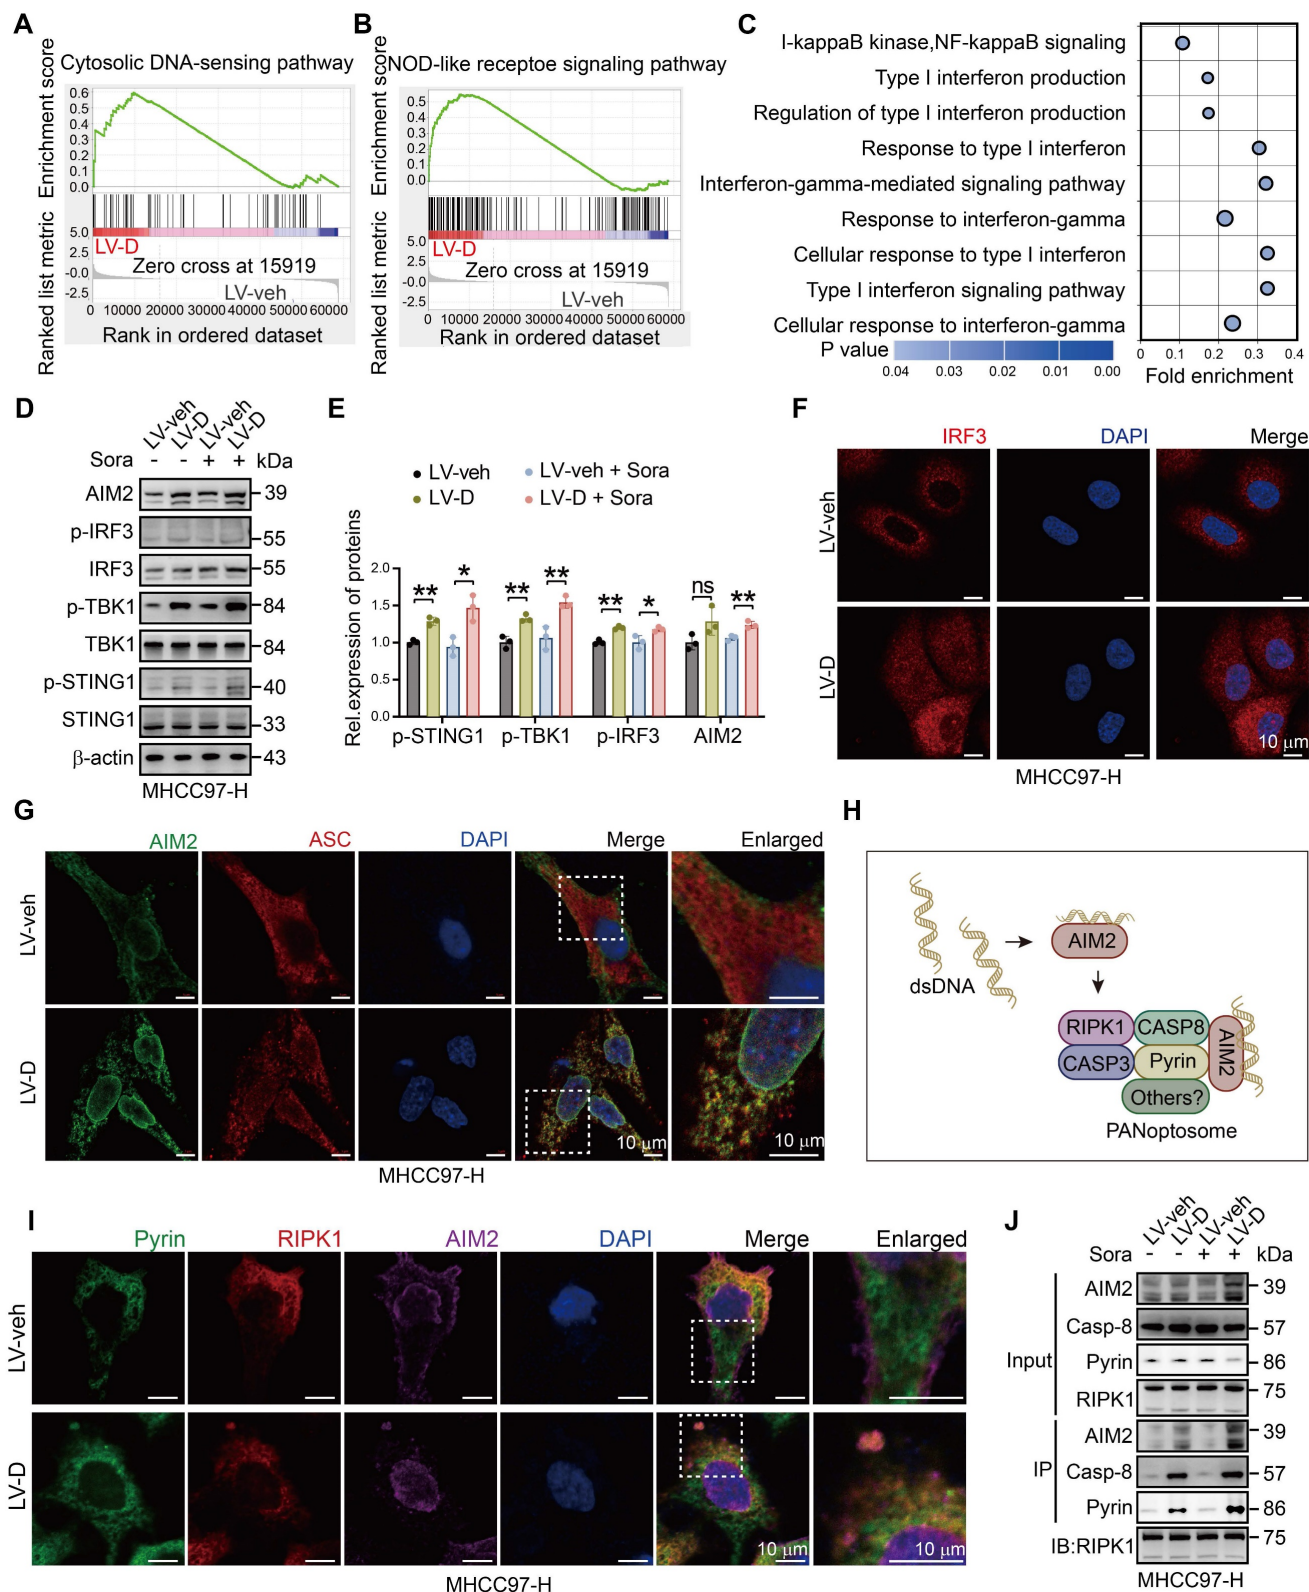 A
Cytosolic DNA-sensing pathway
Enrichment score
0.6
0.5
0.4
0.3
0.2
0.1
0.0
Ranked list metric
5.0
2.5
-0.0
-2.5
LV-D
Zero cross at 15919
LV-veh
0 10000 20000 30000 40000 50000 60000
Rank in ordered dataset
B
NOD-like receptoe signaling pathway
Enrichment score
0.5
0.4
0.3
0.2
0.1
0.0
Ranked list metric
5.0
2.5
-0.0
-2.5
LV-D
Zero cross at 15919
LV-veh
0 10000 20000 30000 40000 50000 60000
Rank in ordered dataset
C
I-kappaB kinase,NF-kappaB signaling
Type I interferon production
Regulation of type I interferon production
Response to type I interferon
Interferon-gamma-mediated signaling pathway
Response to interferon-gamma
Cellular response to type I interferon
Type I interferon signaling pathway
Cellular response to interferon-gamma
P value
0.04 0.03 0.02 0.01 0.00
0 0.1 0.2 0.3 0.4
Fold enrichment
D
LV-veh LV-D LV-veh LV-D
Sora - - + + kDa
AIM2 39
p-IRF3 55
IRF3 55
p-TBK1 84
TBK1 84
p-STING1 40
STING1 33
β-actin 43
MHCC97-H
E
LV-veh LV-veh + Sora
LV-D LV-D + Sora
Rel.expression of proteins
2.0
1.5
1.0
0.5
0.0
** * ** ** ** * ns **
p-STING1 p-TBK1 p-IRF3 AIM2
F
IRF3 DAPI Merge
LV-veh
LV-D
10 μm
MHCC97-H
G
AIM2 ASC DAPI Merge Enlarged
LV-veh
LV-D
10 μm 10 μm
MHCC97-H
H
dsDNA
AIM2
RIPK1 CASP8
AIM2
CASP3 Pyrin
Others?
PANoptosome
I
Pyrin RIPK1 AIM2 DAPI Merge Enlarged
LV-veh
LV-D
10 μm 10 μm
MHCC97-H
J
LV-veh LV-D LV-veh LV-D
Sora - - + + kDa
Input
AIM2 39
Casp-8 57
Pyrin 86
RIPK1 75
IP
AIM2 39
Casp-8 57
Pyrin 86
IB:RIPK1 75
MHCC97-H